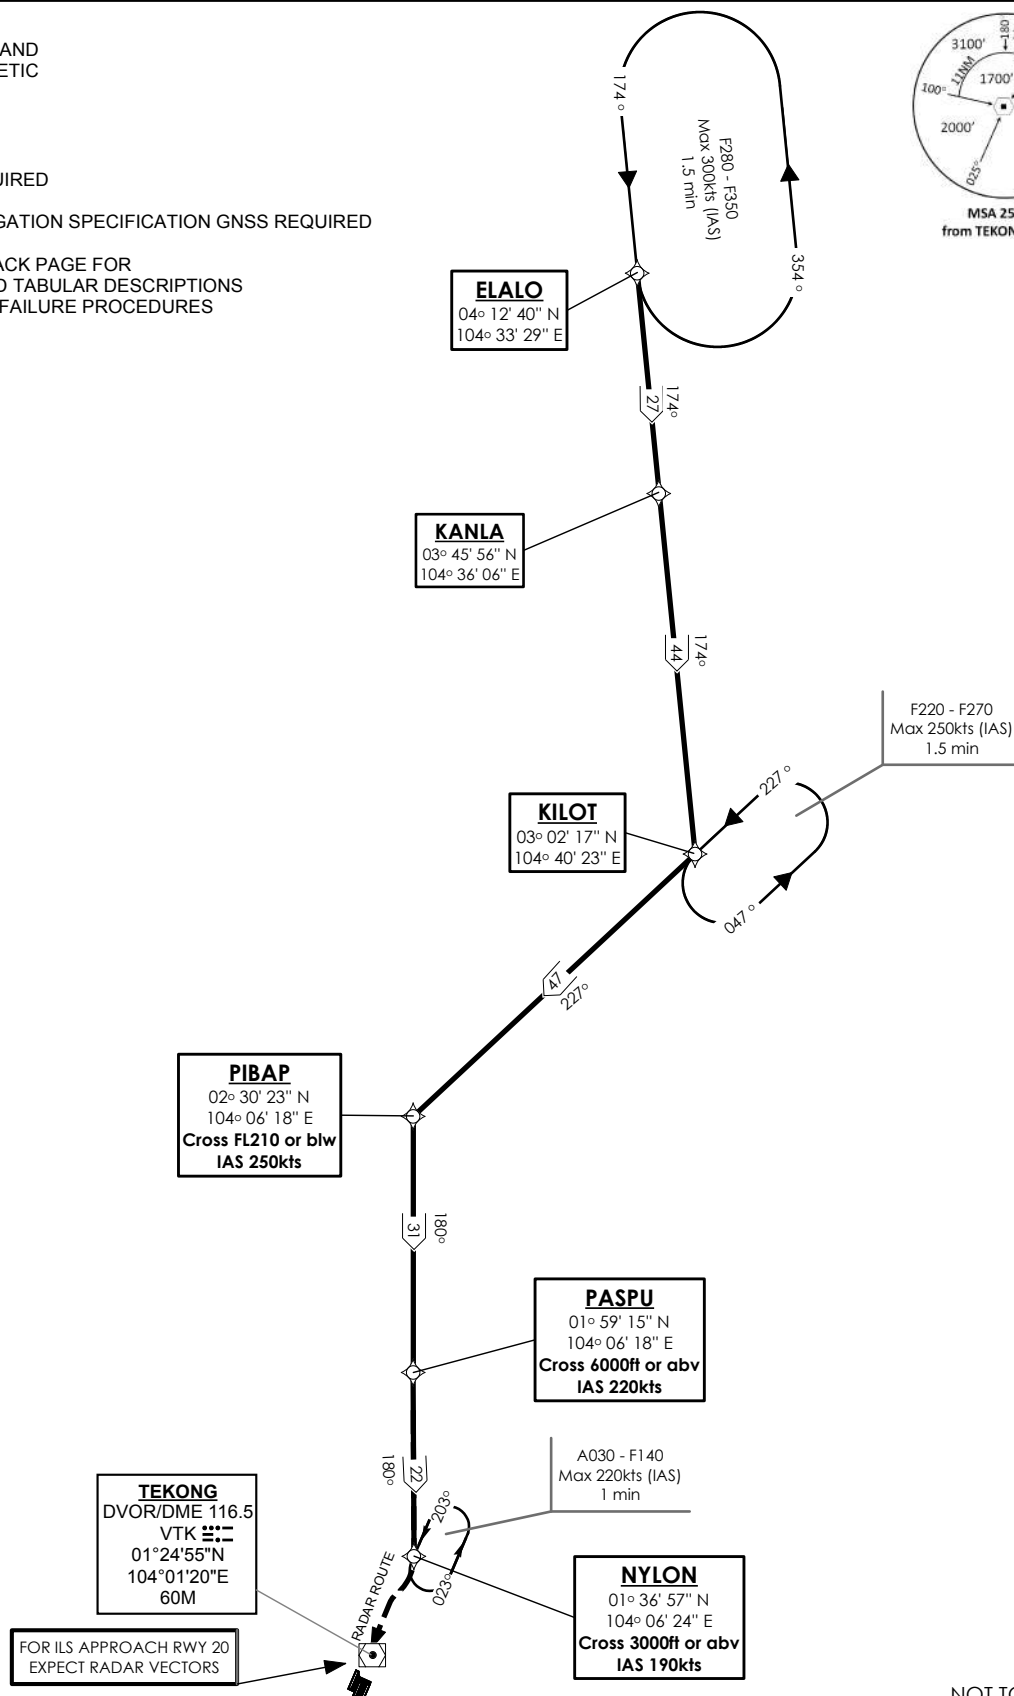 AND
ETIC
UIRED
GATION SPECIFICATION GNSS REQUIRED
ACK PAGE FOR
D TABULAR DESCRIPTIONS
FAILURE PROCEDURES
3100'
180°
11NM
1700'
100°
2000'
025°
MSA 25
from TEKON
174°
F280 - F350
Max 300kts (IAS)
1.5 min
354°
ELALO
04° 12' 40" N
104° 33' 29" E
27
174°
KANLA
03° 45' 56" N
104° 36' 06" E
44
174°
F220 - F270
Max 250kts (IAS)
1.5 min
227°
KILOT
03° 02' 17" N
104° 40' 23" E
047°
47
227°
PIBAP
02° 30' 23" N
104° 06' 18" E
Cross FL210 or blw
IAS 250kts
31
180°
PASPU
01° 59' 15" N
104° 06' 18" E
Cross 6000ft or abv
IAS 220kts
22
180°
A030 - F140
Max 220kts (IAS)
1 min
203°
023°
TEKONG
DVOR/DME 116.5
VTK
01°24'55"N
104°01'20"E
60M
RADAR ROUTE
NYLON
01° 36' 57" N
104° 06' 24" E
Cross 3000ft or abv
IAS 190kts
FOR ILS APPROACH RWY 20
EXPECT RADAR VECTORS
NOT TO